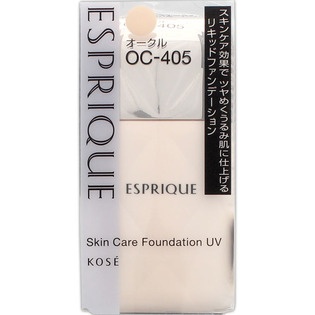 ESPRIQUE
オークル
OC-405
スキンケア効果でツヤめくうるみ肌に仕上げる
リキッドファンデーション
ESPRIQUE
Skin Care Foundation UV
KOSÉ